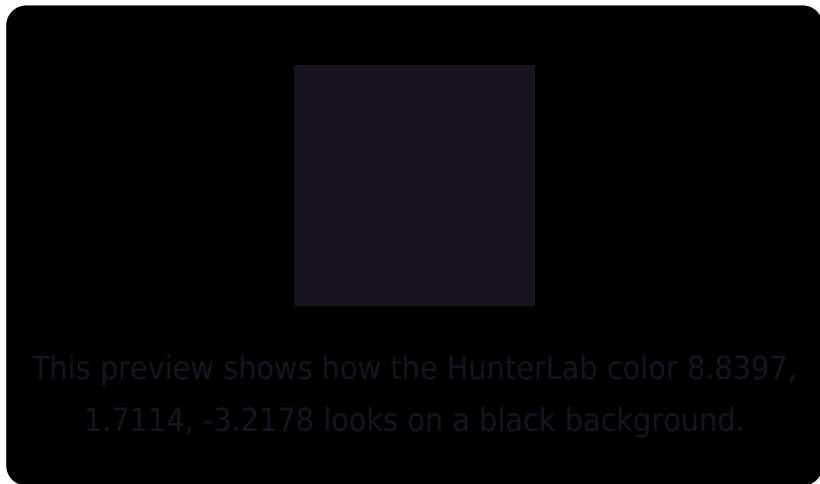 This preview shows how the HunterLab color 8.8397,
1.7114, -3.2178 looks on a black background.